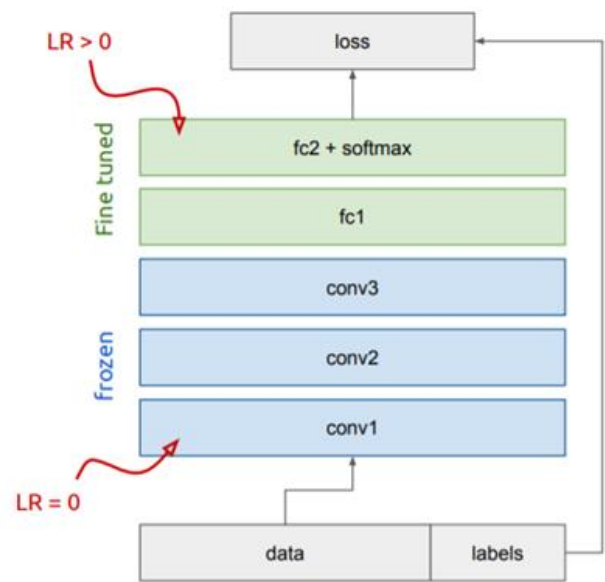 LR > 0
loss
Fine tuned
fc2 + softmax
fc1
conv3
frozen
conv2
conv1
LR = 0
data
labels